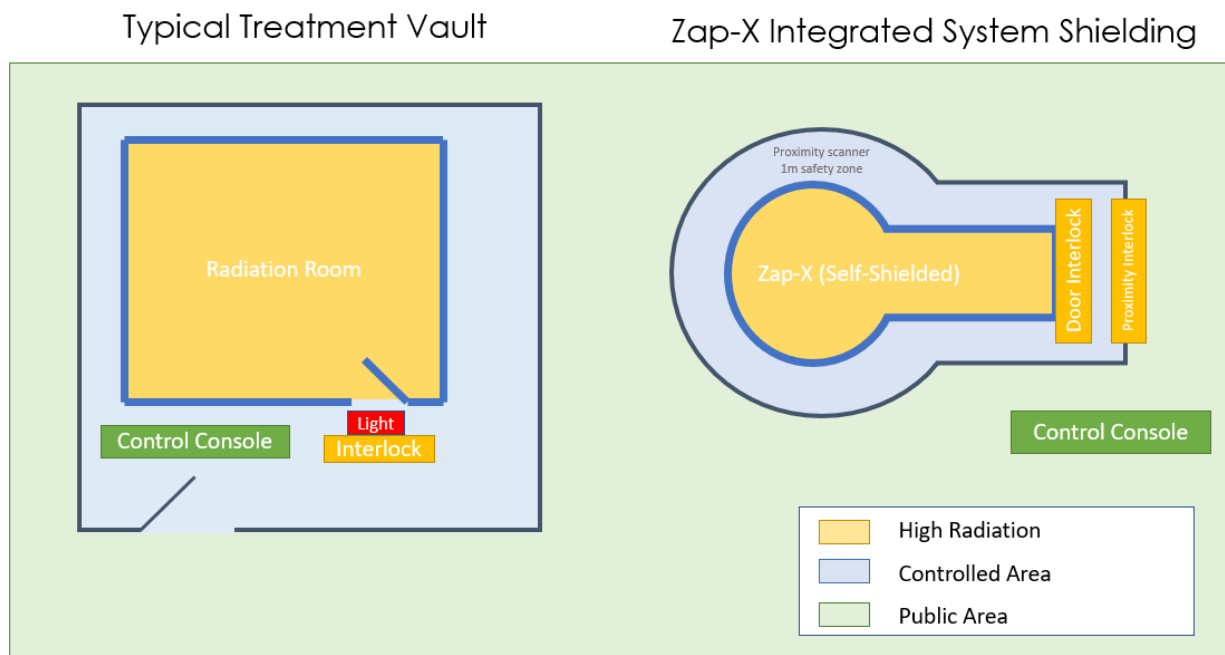 Typical Treatment Vault
Zap-X Integrated System Shielding
Radiation Room
Light
Interlock
Control Console
Proximity scanner
1m safety zone
Zap-X (Self-Shielded)
Door Interlock
Proximity Interlock
Control Console
High Radiation
Controlled Area
Public Area